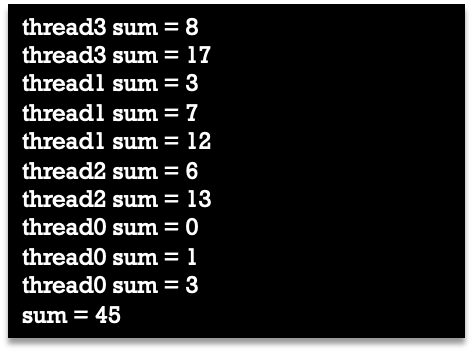 thread3 sum = 8
thread3 sum = 17
thread1 sum = 3
thread1 sum = 7
thread1 sum = 12
thread2 sum = 6
thread2 sum = 13
thread0 sum = 0
thread0 sum = 1
thread0 sum = 3
sum = 45